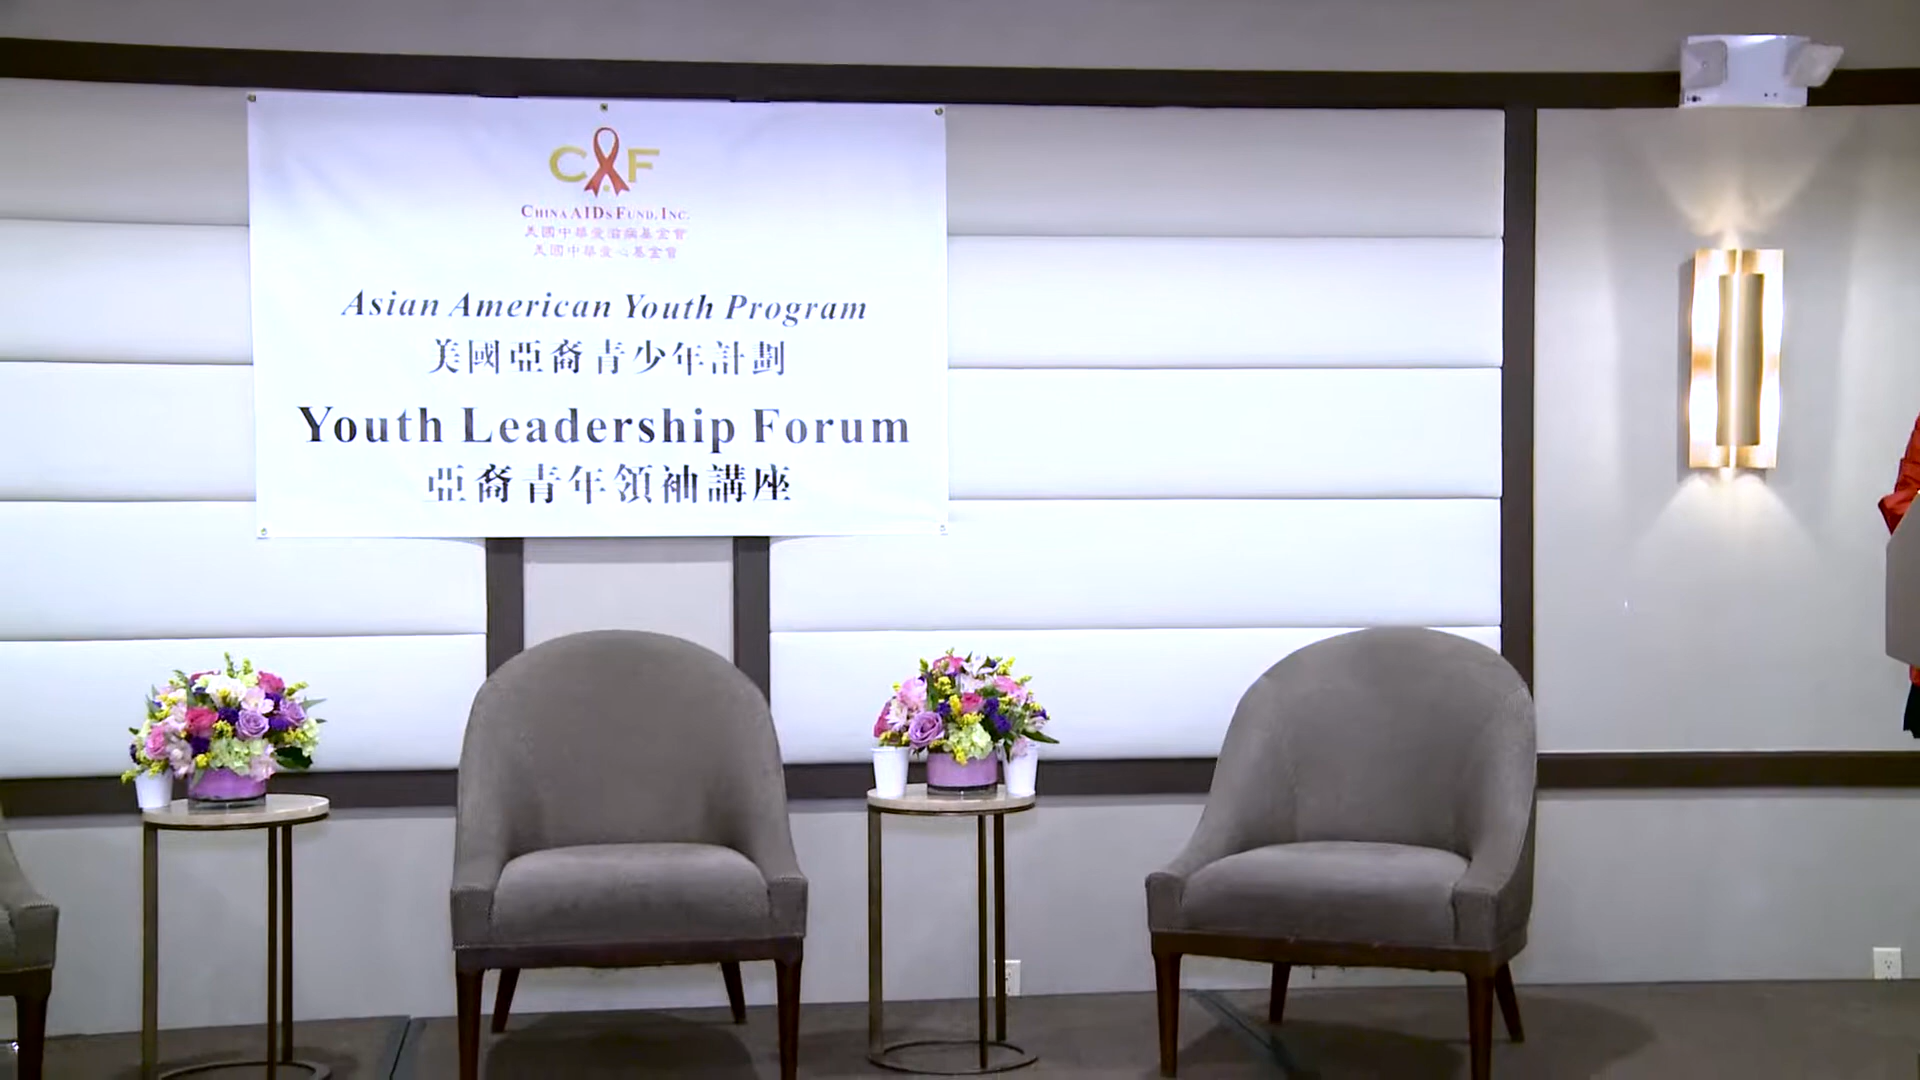 CAF
CHINA AIDS FUND, INC.
美國中華愛滋病基金會
美國中華愛心基金會
Asian American Youth Program
美國亞裔青少年計劃
Youth Leadership Forum
亞裔青年領袖講座